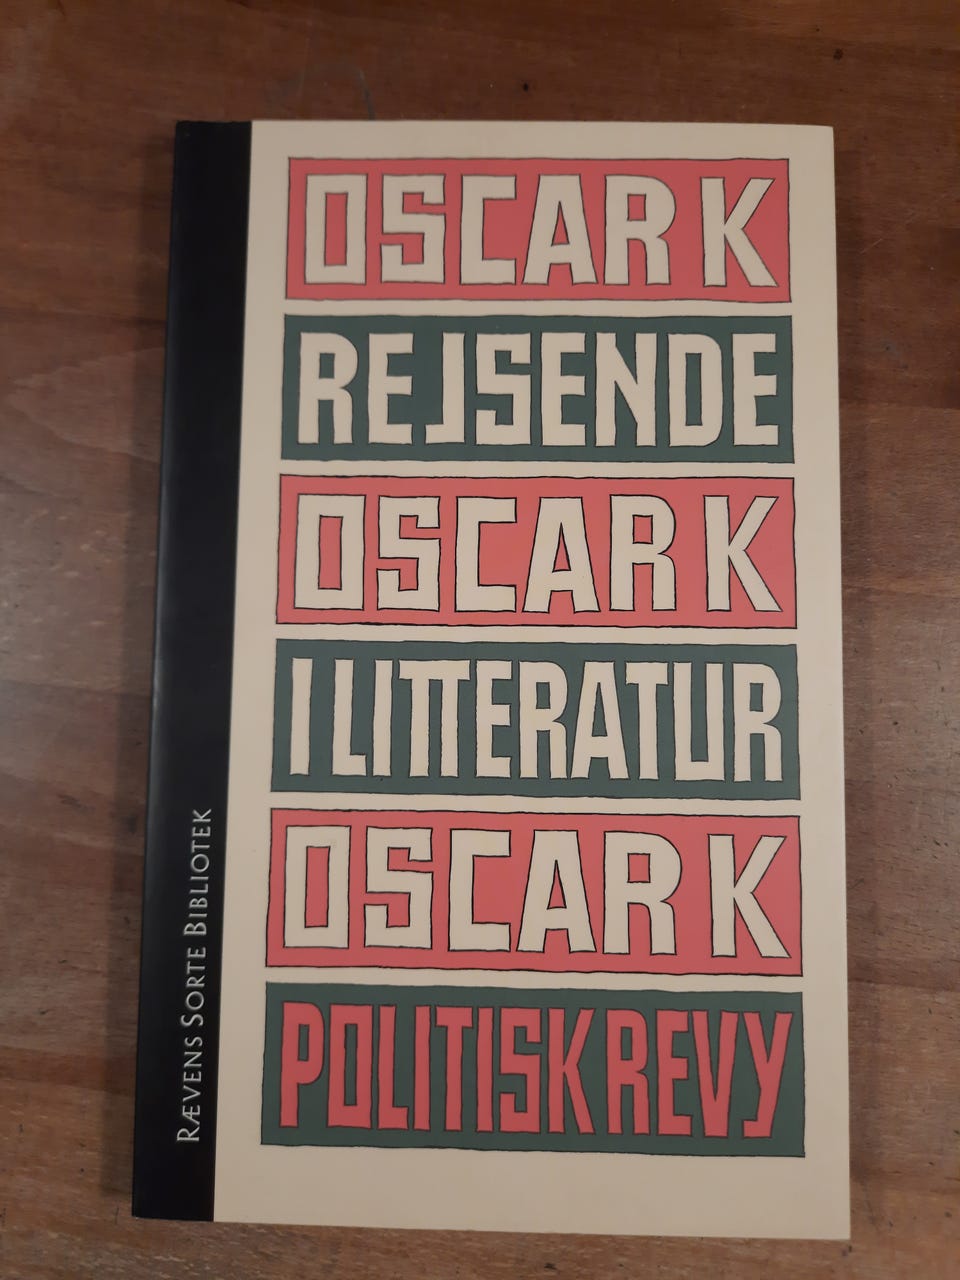 OSCAR K
REJSENDE
OSCAR K
I LITTERATUR
OSCAR K
POLITISK REVY
RÆVENS SORTE BIBLIOTEK